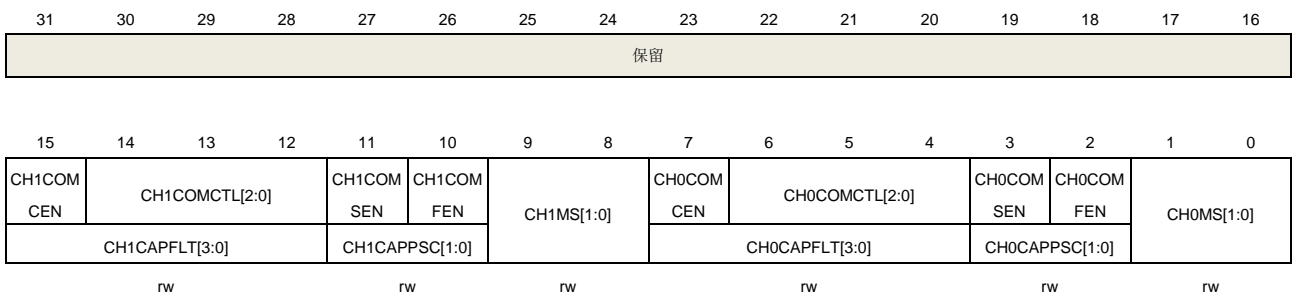 31 30 29 28 27 26 25 24 23 22 21 20 19 18 17 16
保留
15 14 13 12 11 10 9 8 7 6 5 4 3 2 1 0
CH1COM CEN CH1COMCTL[2:0] CH1COM SEN CH1COM FEN CH1MS[1:0] CH0COM CEN CH0COMCTL[2:0] CH0COM SEN CH0COM FEN CH0MS[1:0]
CH1CAPFLT[3:0] CH1CAPPSC[1:0] CH0CAPFLT[3:0] CH0CAPPSC[1:0]
rw rw rw rw rw rw